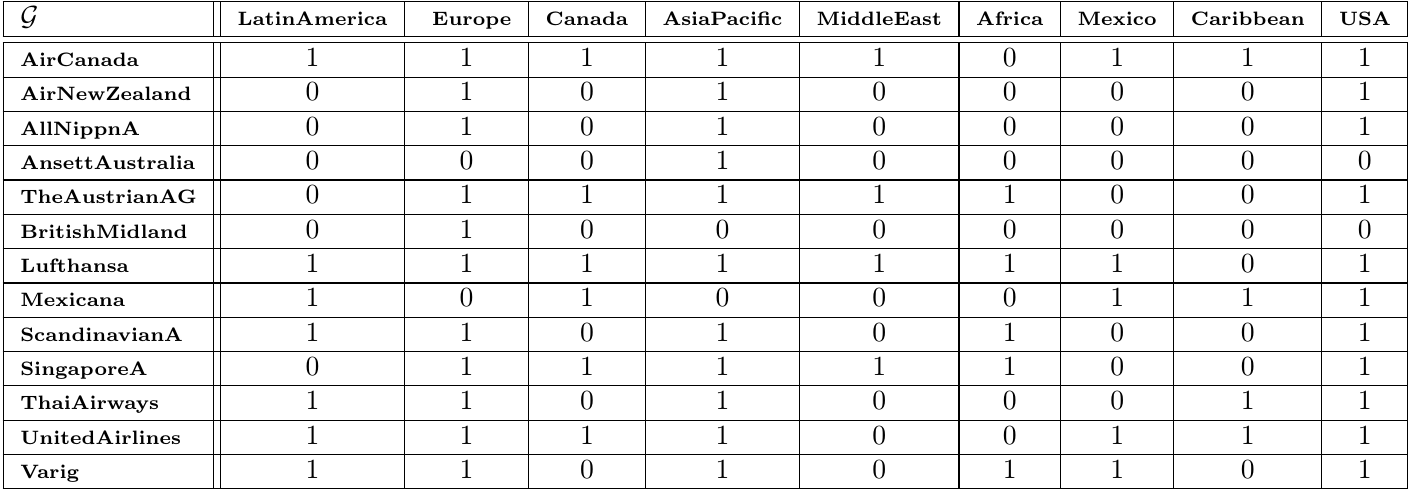 𝒢 LatinAmerica Europe Canada AsiaPacific MiddleEast Africa Mexico Caribbean USA
AirCanada 1 1 1 1 1 0 1 1 1
AirNewZealand 0 1 0 1 0 0 0 0 1
AllNippnA 0 1 0 1 0 0 0 0 1
AnsettAustralia 0 0 0 1 0 0 0 0 0
TheAustrianAG 0 1 1 1 1 1 0 0 1
BritishMidland 0 1 0 0 0 0 0 0 0
Lufthansa 1 1 1 1 1 1 1 0 1
Mexicana 1 0 1 0 0 0 1 1 1
ScandinavianA 1 1 0 1 0 1 0 0 1
SingaporeA 0 1 1 1 1 1 0 0 1
ThaiAirways 1 1 0 1 0 0 0 1 1
UnitedAirlines 1 1 1 1 0 0 1 1 1
Varig 1 1 0 1 0 1 1 0 1